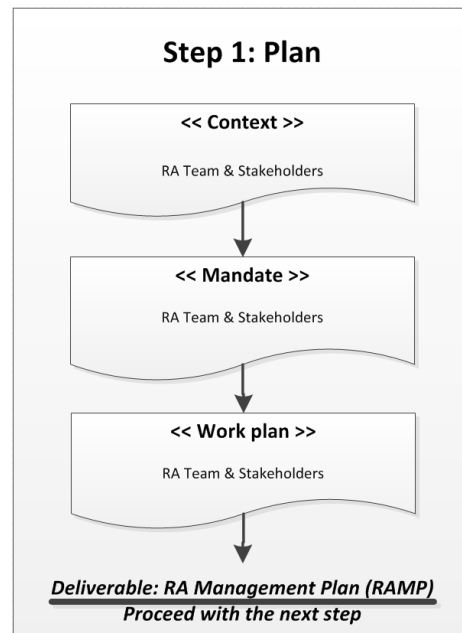 Step 1: Plan
<< Context >>
RA Team & Stakeholders
<< Mandate >>
RA Team & Stakeholders
<< Work plan >>
RA Team & Stakeholders
Deliverable: RA Management Plan (RAMP)
Proceed with the next step